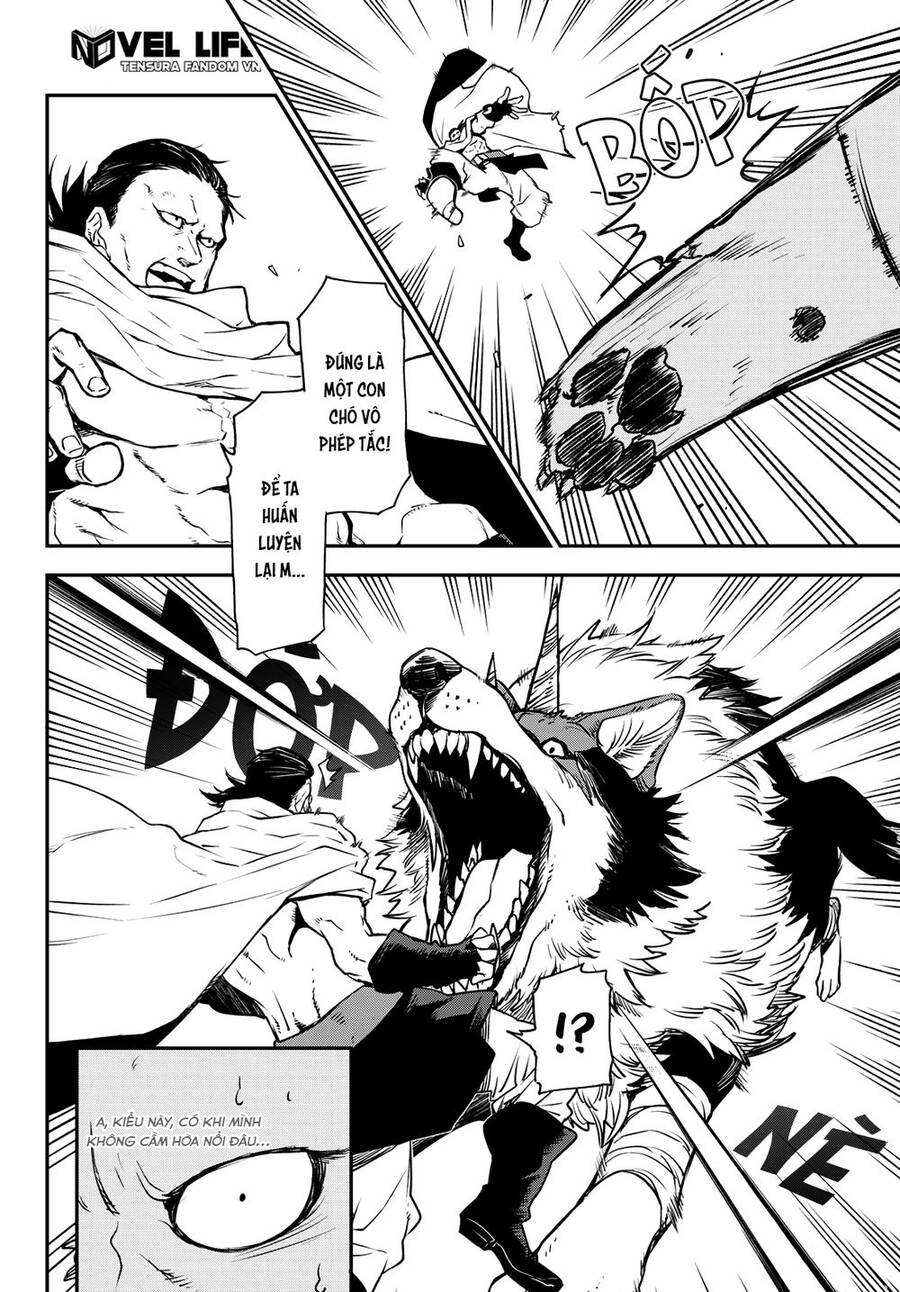 NOVEL LIFE
TENSURA FANDOM VN
BỐP
ĐÚNG LÀ
MỘT CON
CHÓ VÔ
PHÉP TẮC!
ĐỂ TA
HUẤN
LUYỆN
LẠI M...
ĐỚP
!?
NÈ
A, KIỂU NÀY, CÓ KHI MÌNH
KHÔNG CẢM HÓA NỔI ĐÂU...